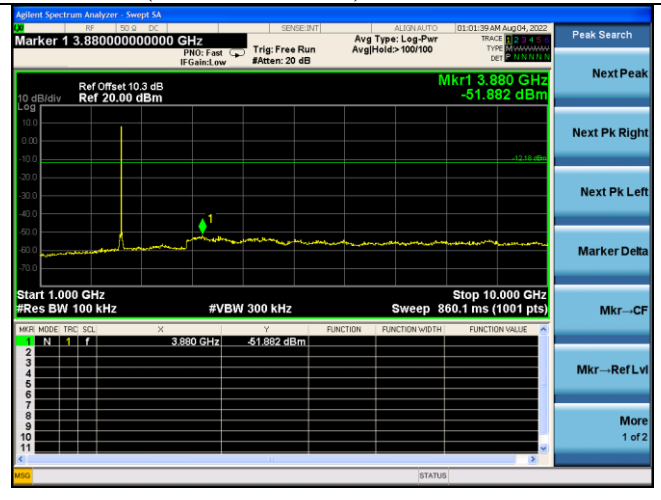 Agilent Spectrum Analyzer - Swept SA
RF 50 Ω DC SENSE:INT ALIGN AUTO 01:01:39 AM Aug 04, 2022
Marker 1 3.880000000000 GHz
PNO: Fast
IFGain:Low
Trig: Free Run
#Atten: 20 dB
Avg Type: Log-Pwr
Avg|Hold:>100/100
TRACE 1 2 3 4 5 6
TYPE M
DET P N N N N N
Peak Search
Mkr1 3.880 GHz
-51.882 dBm
Ref Offset 10.3 dB
10 dB/div Ref 20.00 dBm
Log
10.0
0.00
-10.0
-12.18 dBm
-20.0
-30.0
-40.0
-50.0
-60.0
-70.0
1
Start 1.000 GHz Stop 10.000 GHz
#Res BW 100 kHz #VBW 300 kHz Sweep 860.1 ms (1001 pts)
MKR MODE TRC SCL X Y FUNCTION FUNCTION WIDTH FUNCTION VALUE
1 N 1 f 3.880 GHz -51.882 dBm
2
3
4
5
6
7
8
9
10
11
MSG STATUS
Next Peak
Next Pk Right
Next Pk Left
Marker Delta
Mkr→CF
Mkr→Ref Lvl
More
1 of 2